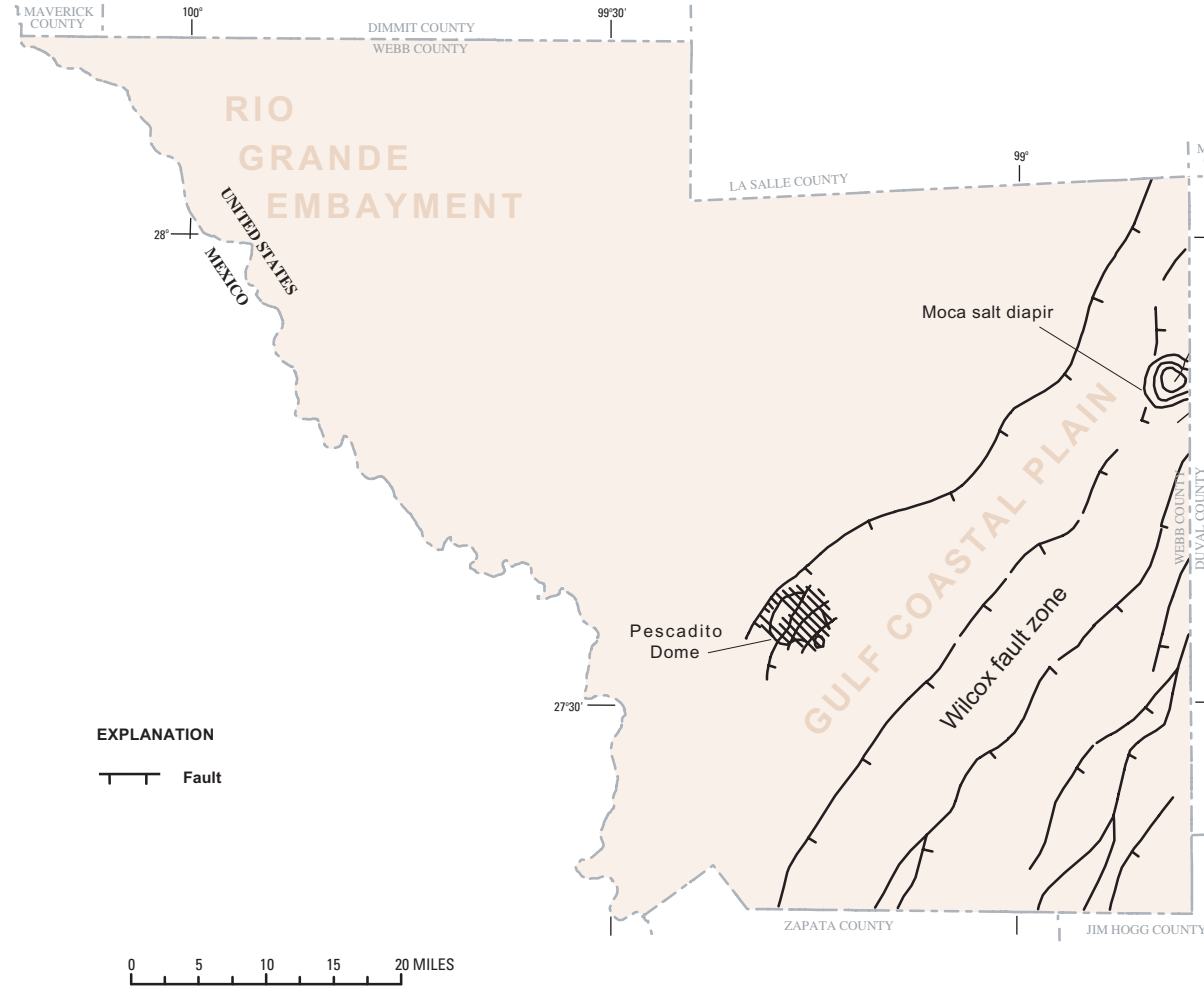 MAVERICK
COUNTY
100°
99°30'
DIMMIT COUNTY
WEBB COUNTY
RIO
GRANDE
EMBAYMENT
99°
M
LA SALLE COUNTY
UNITED STATES
28°
MEXICO
Moca salt diapir
GULF COASTAL PLAIN
WEBB COUNTY
DUVAL COUNTY
Wilcox fault zone
Pescadito
Dome
27°30'
EXPLANATION
Fault
ZAPATA COUNTY
JIM HOGG COUNTY
0 5 10 15 20 MILES